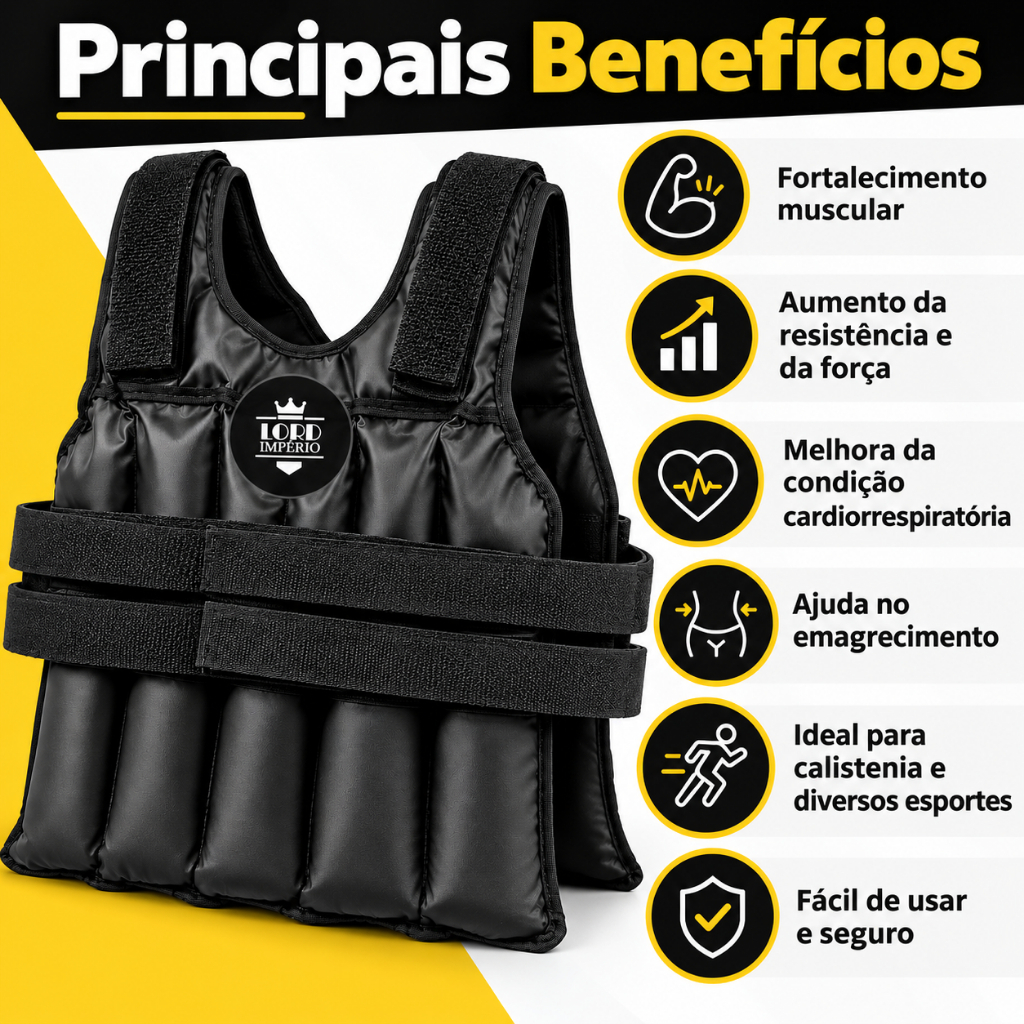 Principais Benefícios
LORD
IMPÉRIO
Fortalecimento
muscular
Aumento da
resistência e
da força
Melhora da
condição
cardiorrespiratória
Ajuda no
emagrecimento
Ideal para
calistenia e
diversos esportes
Fácil de usar
e seguro